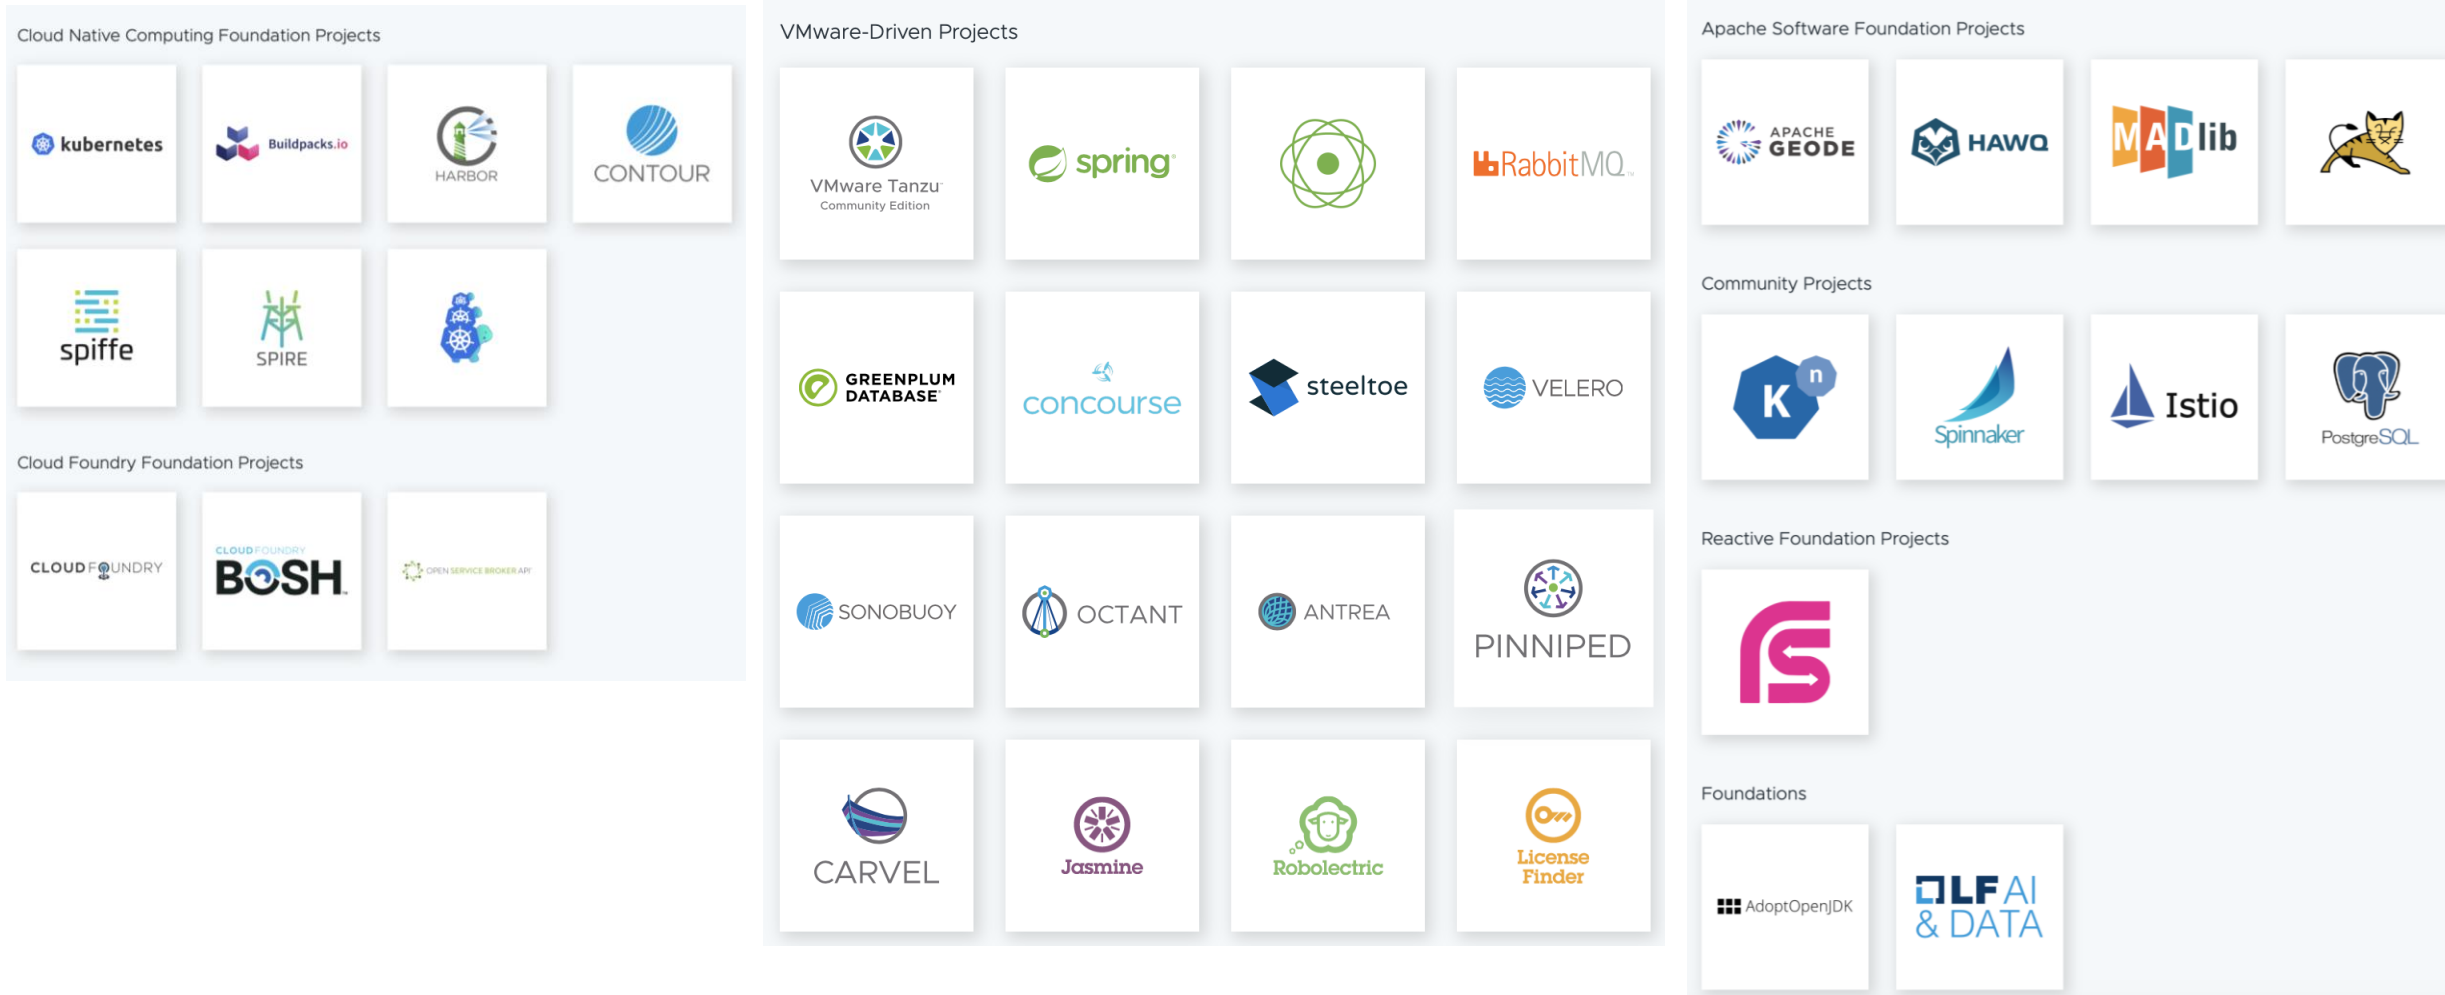 Cloud Native Computing Foundation Projects
kubernetes
Buildpacks.io
HARBOR
CONTOUR
spiffe
SPIRE
Cloud Foundry Foundation Projects
CLOUD FOUNDRY
CLOUD FOUNDRY
BOSH
OPEN SERVICE BROKER API
VMware-Driven Projects
VMware Tanzu
Community Edition
spring
RabbitMQ
GREENPLUM
DATABASE
concourse
steeltoe
VELERO
SONOBUOY
OCTANT
ANTREA
PINNIPED
CARVEL
Jasmine
Robolectric
License
Finder
Apache Software Foundation Projects
APACHE
GEODE
HAWQ
MADlib
Community Projects
K n
Spinnaker
Istio
PostgreSQL
Reactive Foundation Projects
Foundations
AdoptOpenJDK
LF AI
& DATA